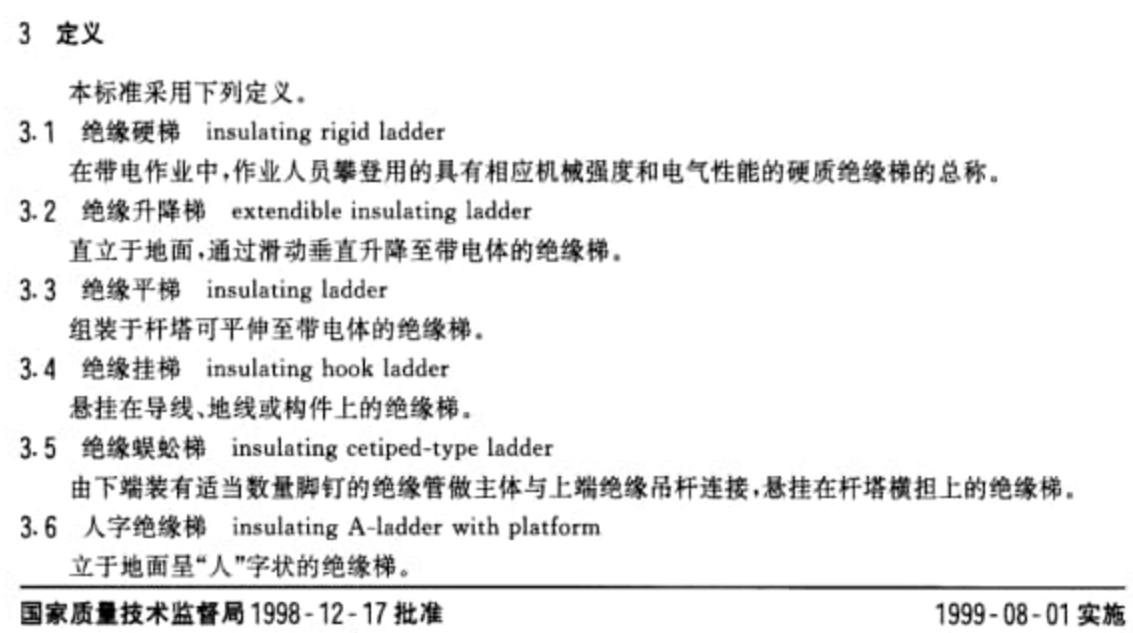 3 定义
本标准采用下列定义。
3.1 绝缘硬梯 insulating rigid ladder
在带电作业中,作业人员攀登用的具有相应机械强度和电气性能的硬质绝缘梯的总称。
3.2 绝缘升降梯 extendible insulating ladder
直立于地面,通过滑动垂直升降至带电体的绝缘梯。
3.3 绝缘平梯 insulating ladder
组装于杆塔可平伸至带电体的绝缘梯。
3.4 绝缘挂梯 insulating hook ladder
悬挂在导线、地线或构件上的绝缘梯。
3.5 绝缘蜈蚣梯 insulating cetiped-type ladder
由下端装有适当数量脚钉的绝缘管做主体与上端绝缘吊杆连接,悬挂在杆塔横担上的绝缘梯。
3.6 人字绝缘梯 insulating A-ladder with platform
立于地面呈“人”字状的绝缘梯。
国家质量技术监督局1998-12-17批准 1999-08-01实施